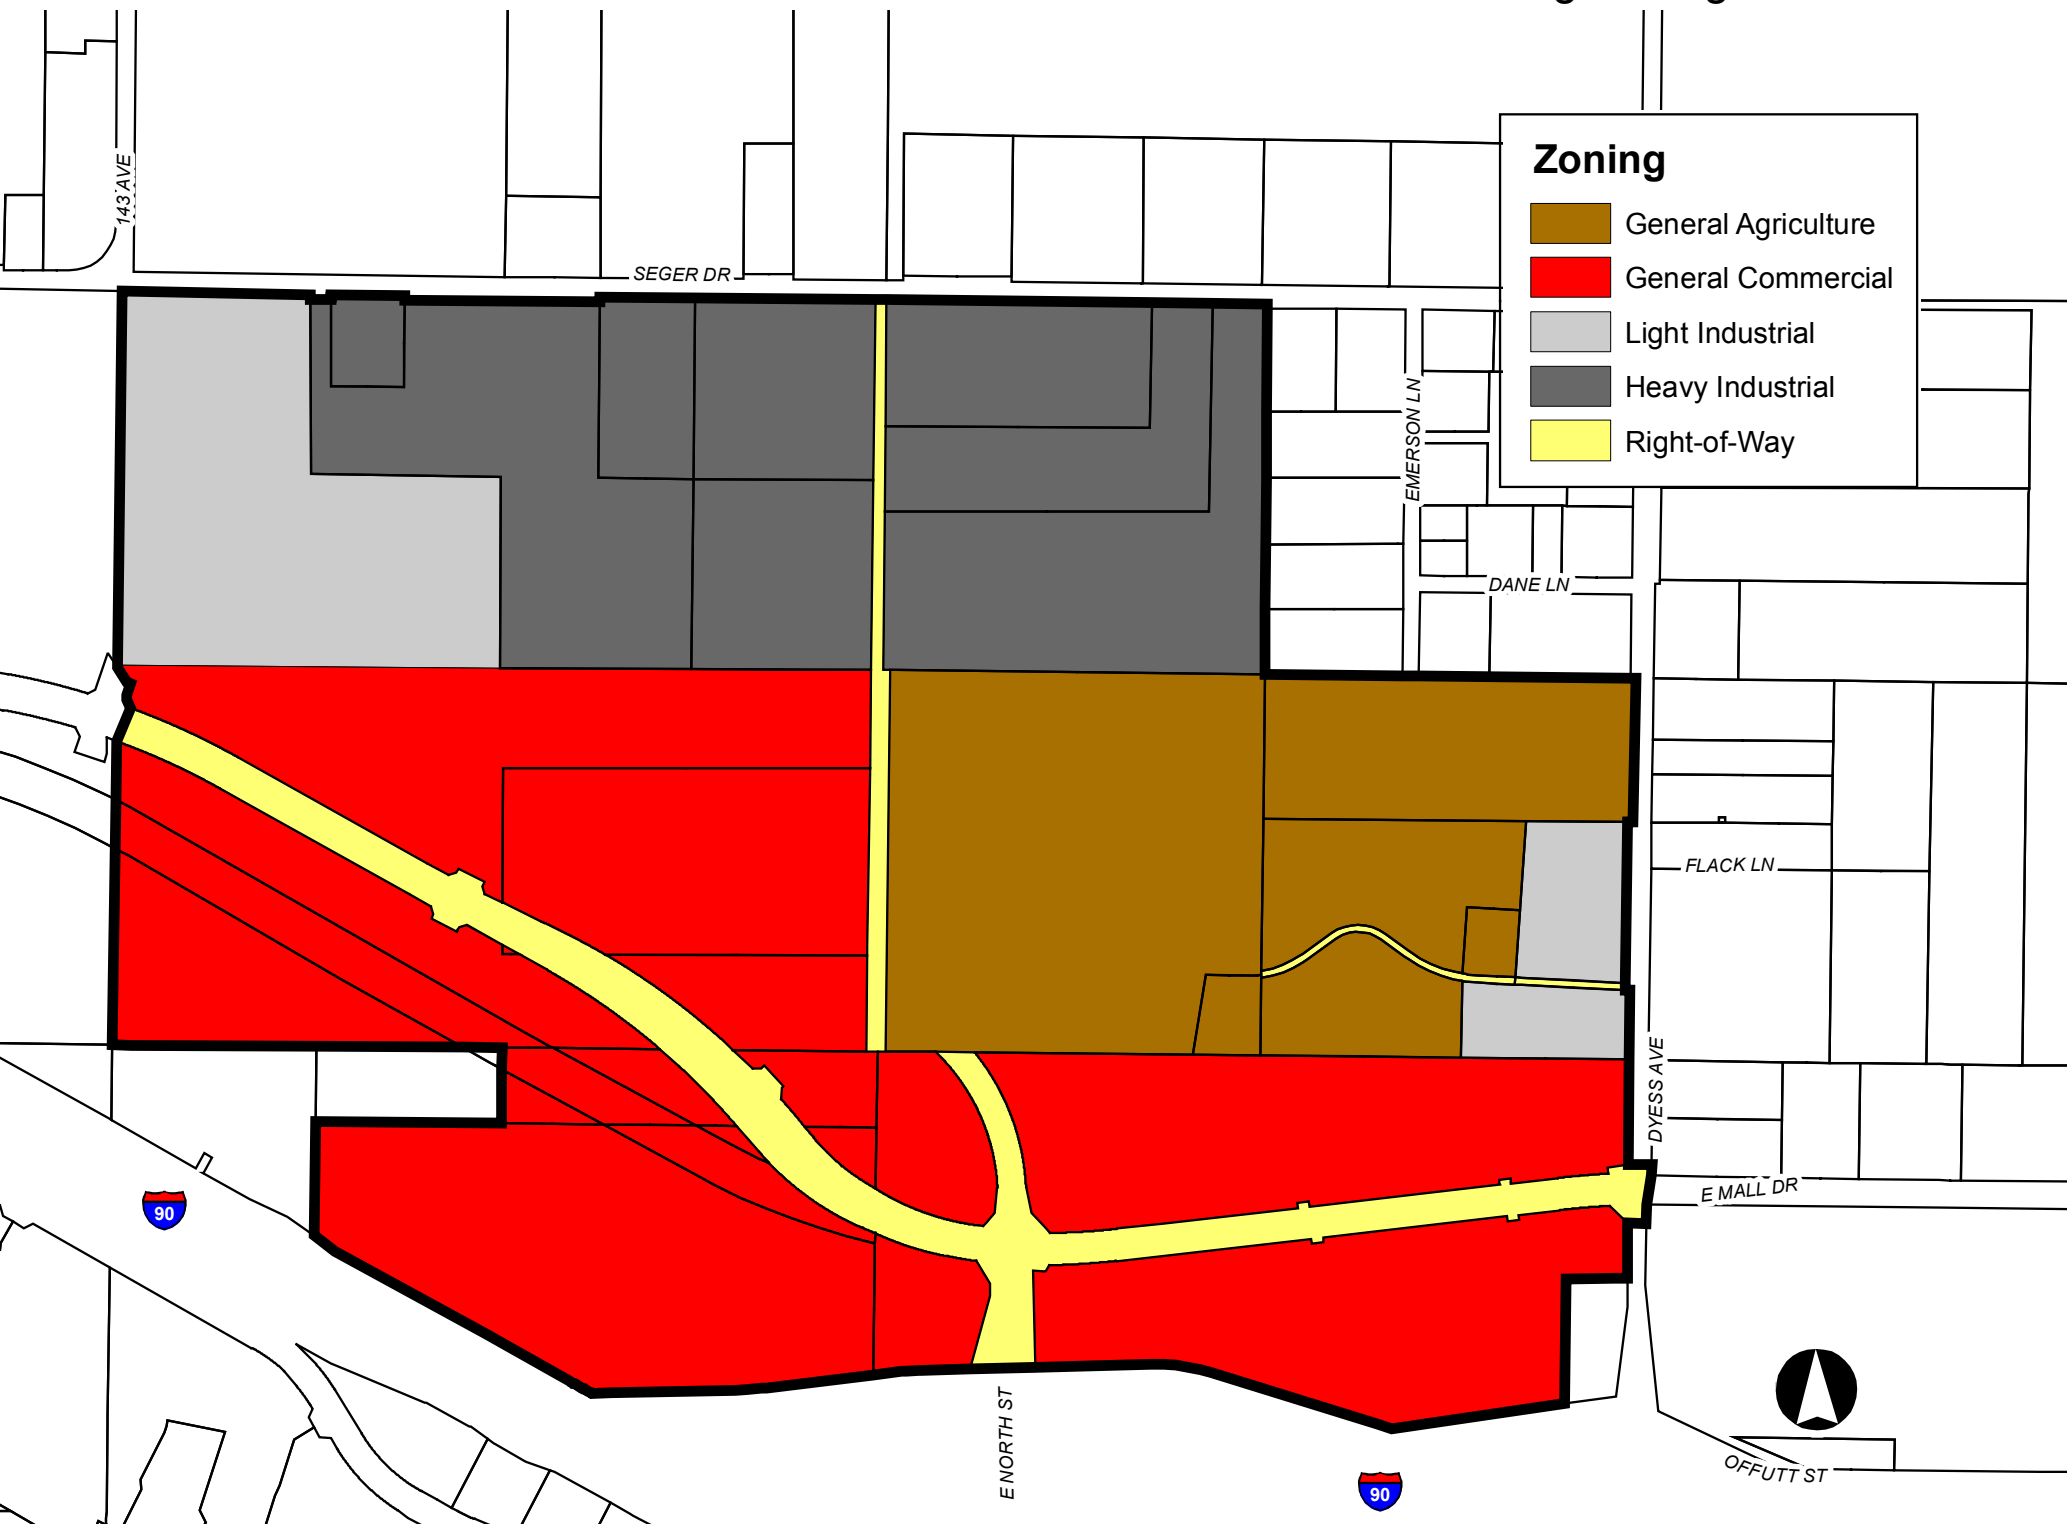 Zoning
General Agriculture
General Commercial
Light Industrial
Heavy Industrial
Right-of-Way
143 AVE
SEGER DR
EMERSON LN
DANE LN
FLACK LN
DYESS AVE
E MALL DR
90
E NORTH ST
90
OFFUTT ST